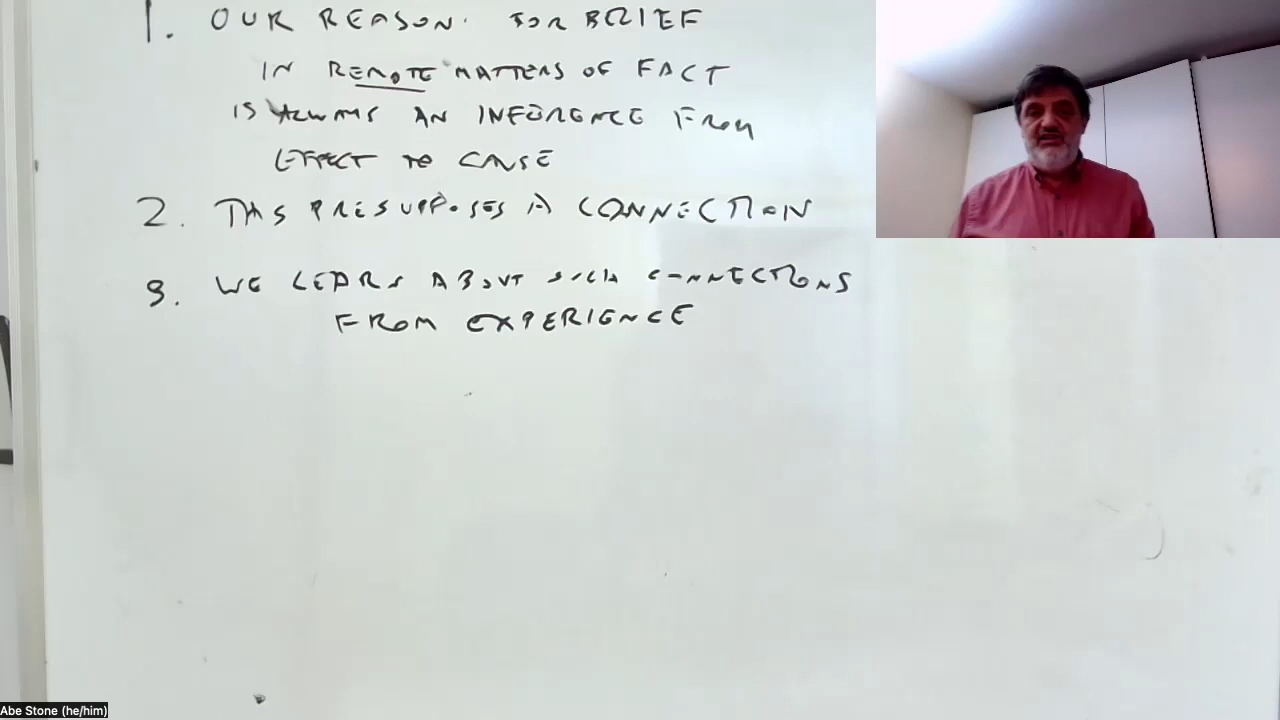 1. OUR REASON FOR BELIEF
IN REMOTE MATTERS OF FACT
IS ALWAYS AN INFERENCE FROM
EFFECT TO CAUSE
2. THIS PRESUPPOSES A CONNECTION
3. WE LEARN ABOUT SUCH CONNECTIONS
FROM EXPERIENCE
Abe Stone (he/him)